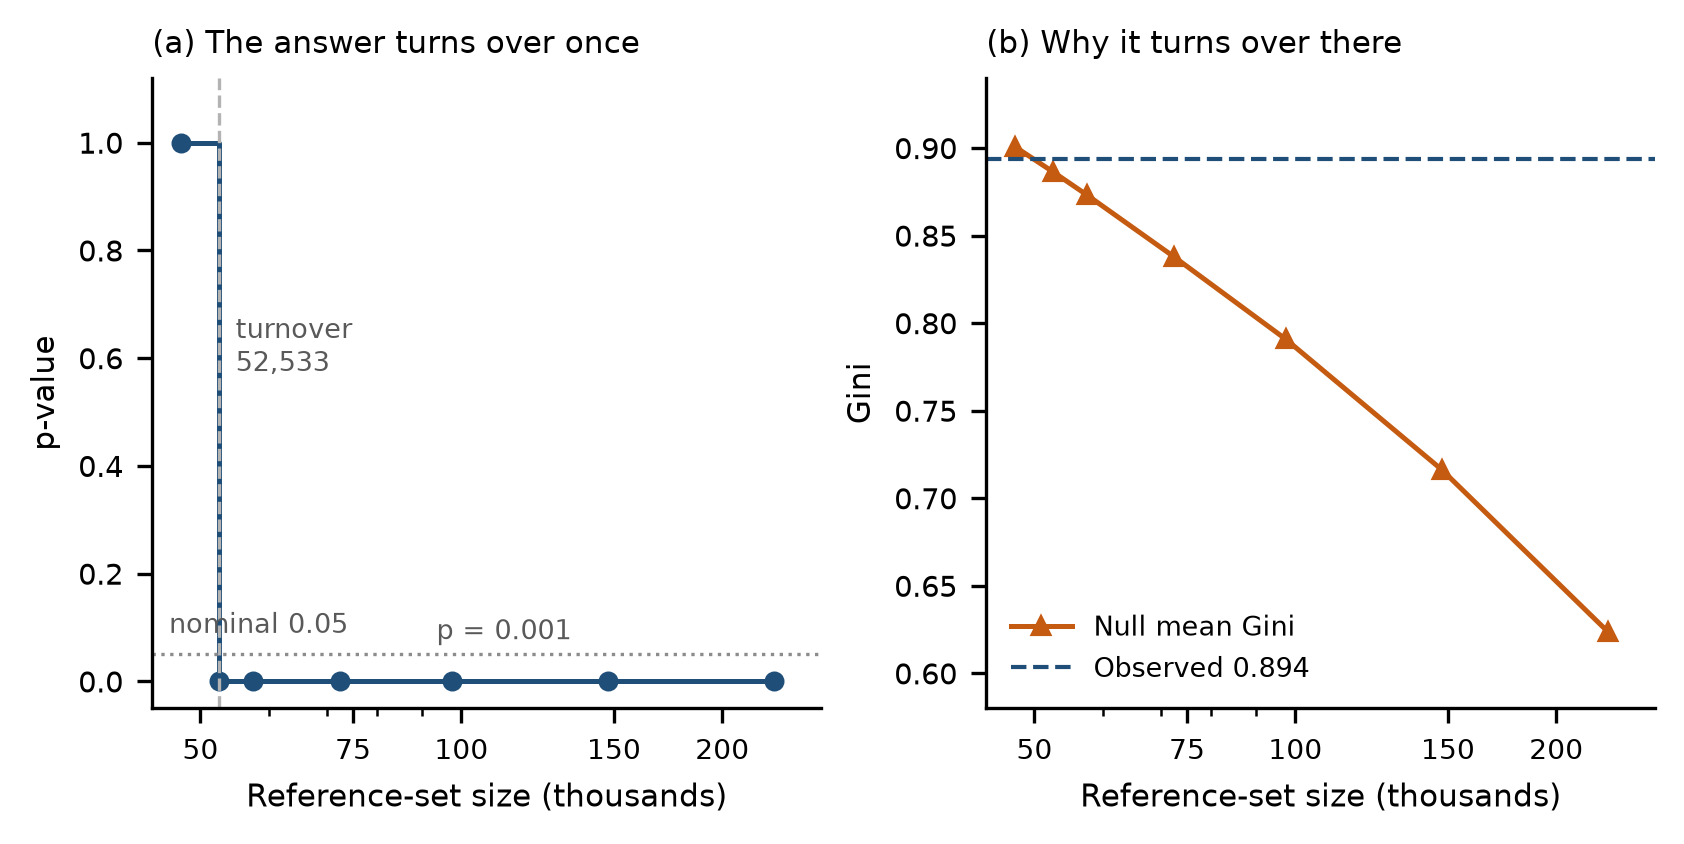 (a) The answer turns over once
p-value
1.0
0.8
0.6
0.4
0.2
0.0
turnover
52,533
nominal 0.05
p = 0.001
50
75
100
150
200
Reference-set size (thousands)
(b) Why it turns over there
Gini
0.90
0.85
0.80
0.75
0.70
0.65
0.60
Null mean Gini
Observed 0.894
50
75
100
150
200
Reference-set size (thousands)